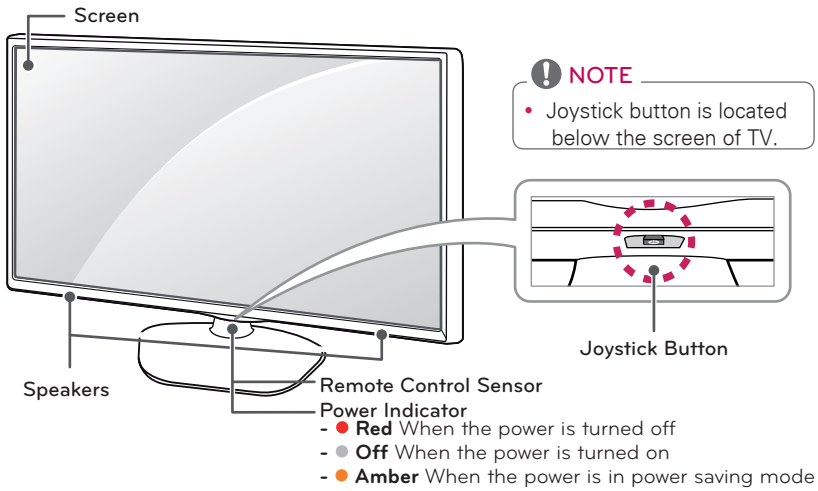 Screen
NOTE
• Joystick button is located
below the screen of TV.
Joystick Button
Speakers
Remote Control Sensor
Power Indicator
- ● Red When the power is turned off
- ● Off When the power is turned on
- ● Amber When the power is in power saving mode